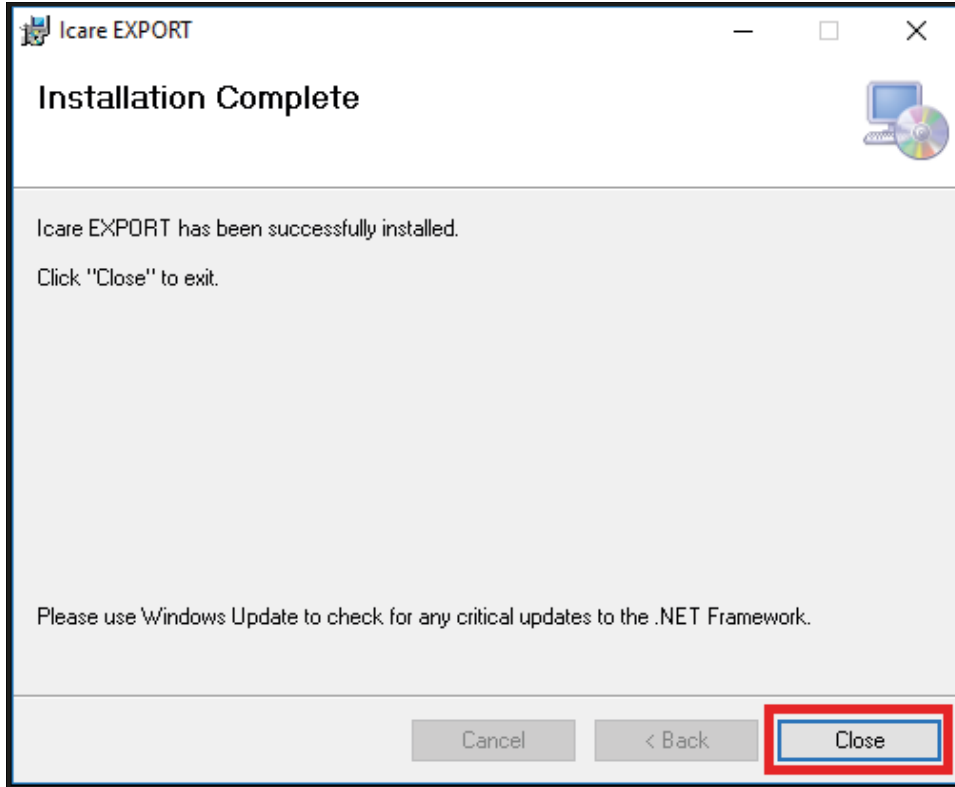 Icare EXPORT
Installation Complete
Icare EXPORT has been successfully installed.
Click "Close" to exit.
Please use Windows Update to check for any critical updates to the .NET Framework.
Cancel
< Back
Close